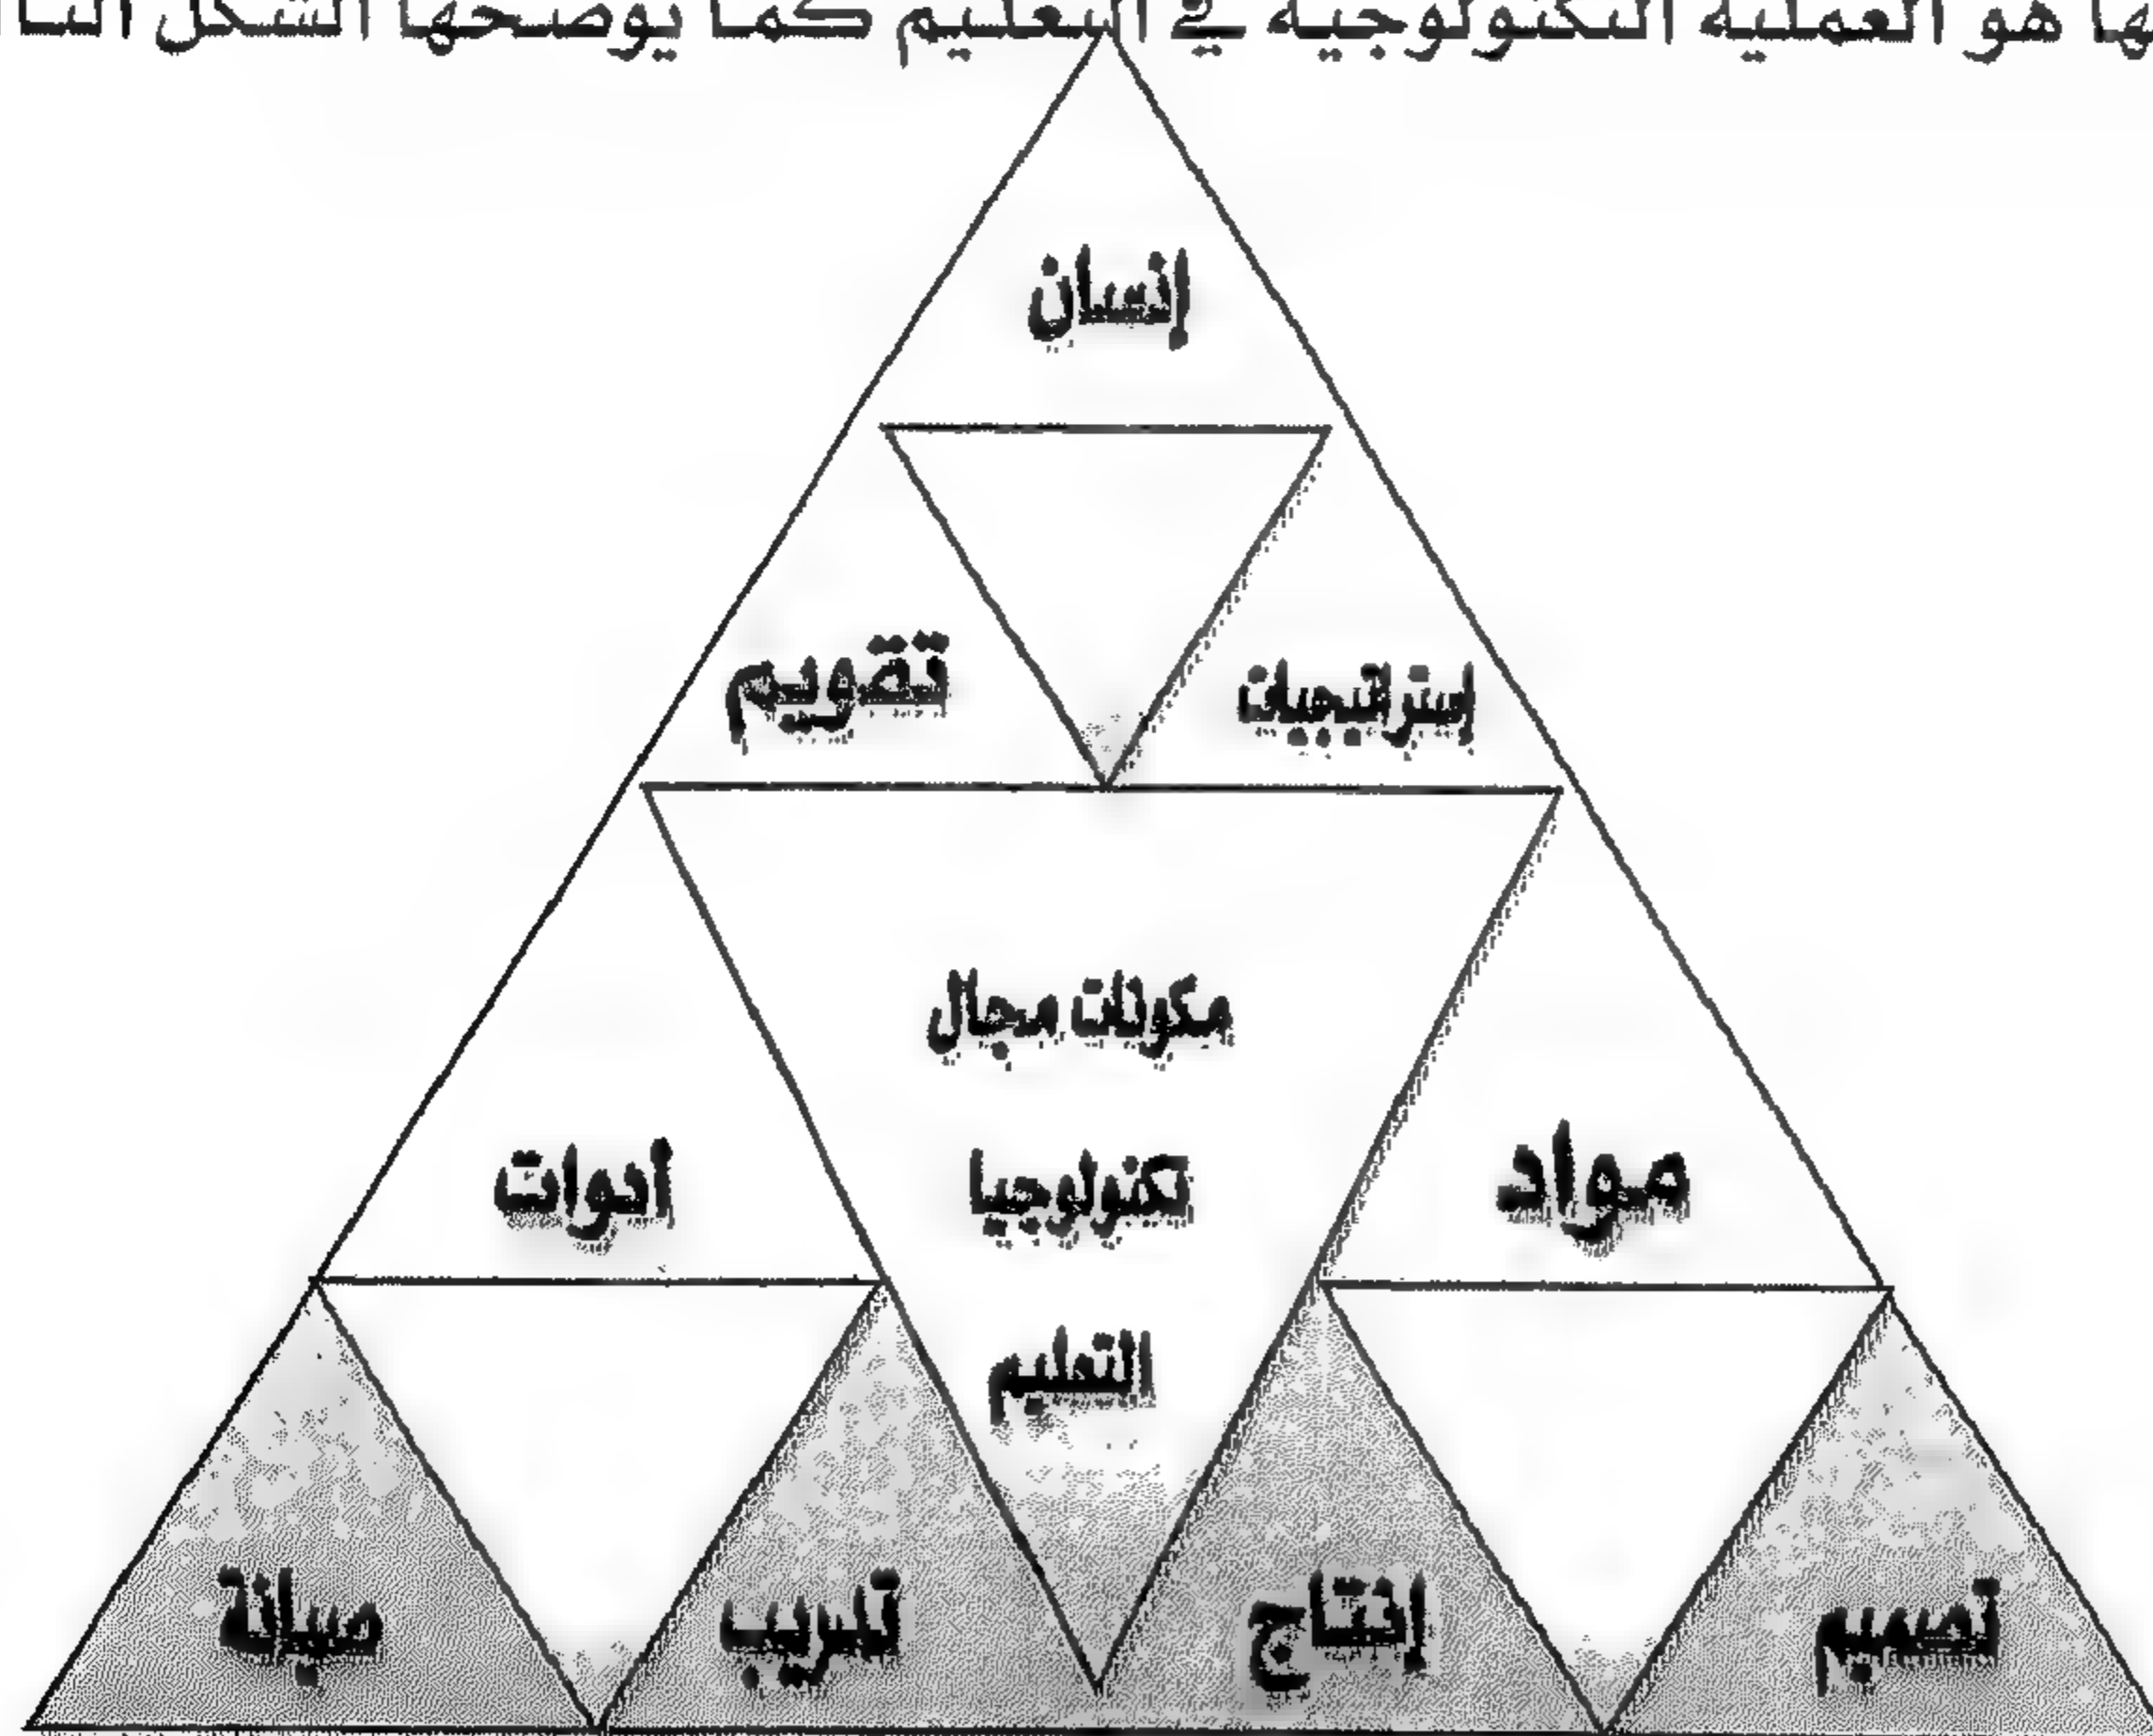 هو العملية التكنولوجية في التعليم كما يوضحها الشكل
إنسان
إستراتيجيات
تقويم
مكونات مجال
تكنولوجيا
التعليم
مواد
أدوات
تصميم
إنتاج
تدريب
صيانة